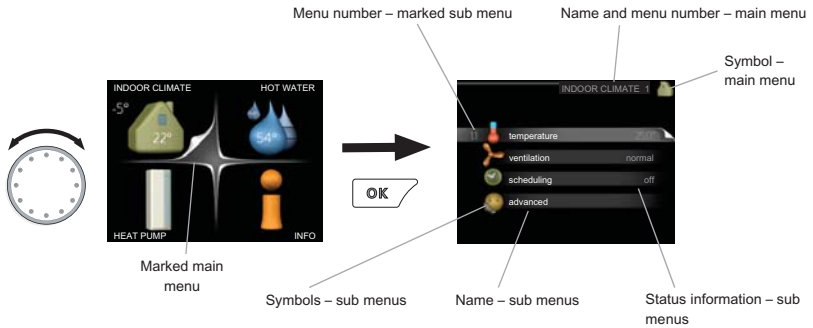 Menu number – marked sub menu
Name and menu number – main menu
Symbol –
main menu
INDOOR CLIMATE
HOT WATER
-5°
22°
54°
HEAT PUMP
INFO
OK
INDOOR CLIMATE 1
1.1
temperature
ventilation
normal
scheduling
off
advanced
Marked main
menu
Symbols – sub menus
Name – sub menus
Status information – sub
menus